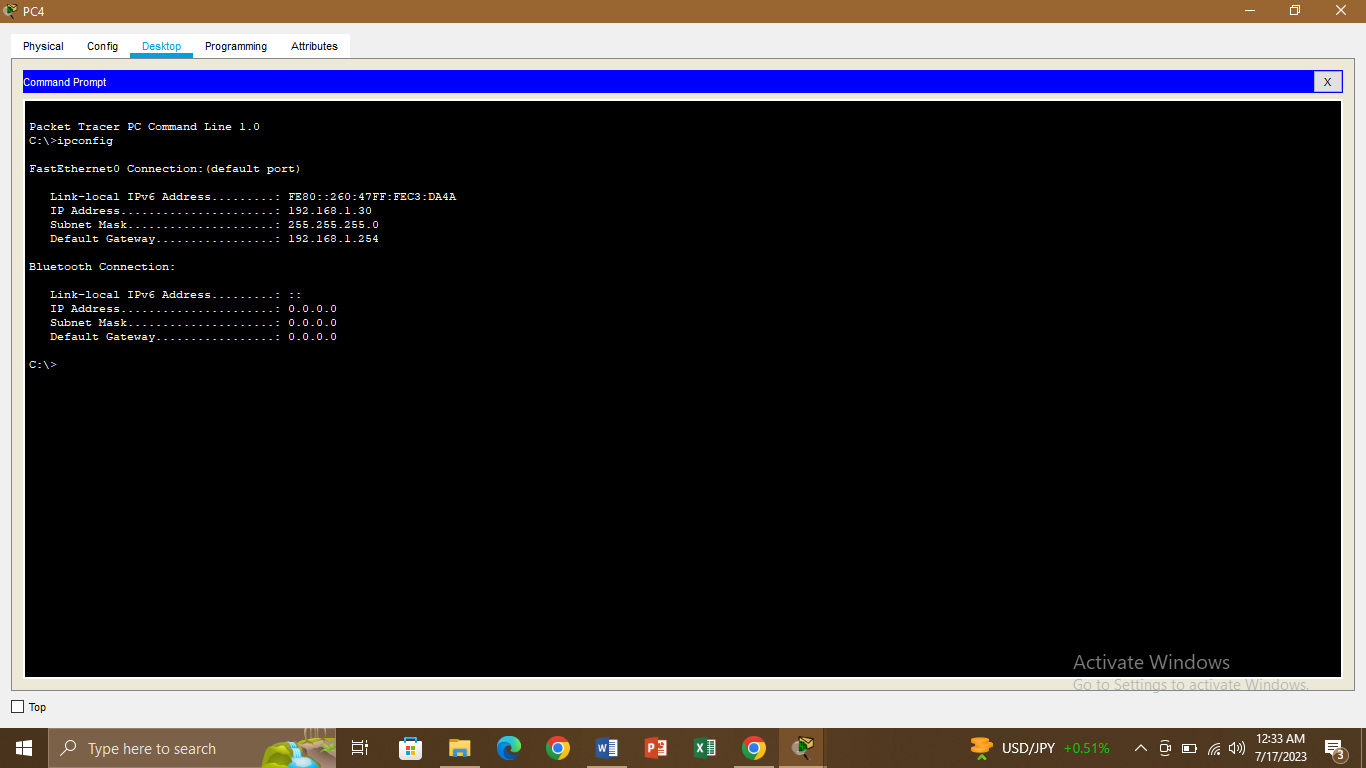 PC4
Physical Config Desktop Programming Attributes
Command Prompt
X
Packet Tracer PC Command Line 1.0
C:\>ipconfig
FastEthernet0 Connection:(default port)
Link-local IPv6 Address.........: FE80::260:47FF:FEC3:DA4A
IP Address......................: 192.168.1.30
Subnet Mask.....................: 255.255.255.0
Default Gateway.................: 192.168.1.254
Bluetooth Connection:
Link-local IPv6 Address.........: ::
IP Address......................: 0.0.0.0
Subnet Mask.....................: 0.0.0.0
Default Gateway.................: 0.0.0.0
C:\>
Activate Windows
Go to Settings to activate Windows.
Top
Type here to search
USD/JPY +0.51%
12:33 AM
7/17/2023
3